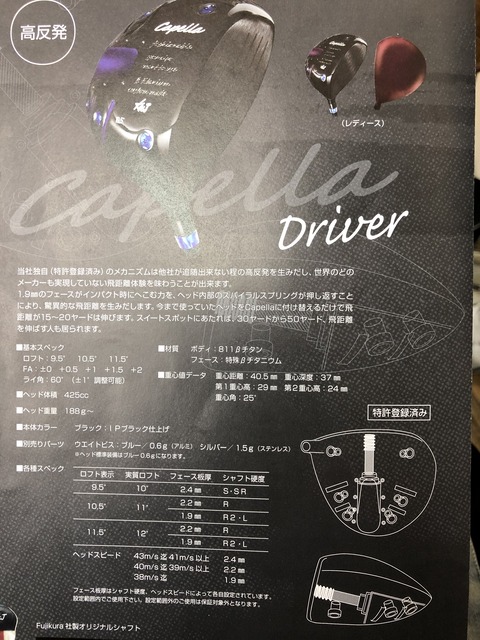 高反発
Capella
（レディース）
Capella
Driver
当社独自（特許登録済み）のメカニズムは他社が追随出来ない程の高反発を生みだし、世界のどの
メーカーも実現していない飛距離体験を味わうことが出来ます。
1.9㎜のフェースがインパクト時にへこむ力を、ヘッド内部のスパイラルスプリングが押し返すこと
により、驚異的な飛距離を生みだします。今まで使っていたヘッドをCapellaに付け替えるだけで飛
距離が15〜20ヤードは伸びます。スイートスポットにあたれば、30ヤードから50ヤード、飛距離
を伸ばす人も居られます。
■基本スペック
ロフト：9.5° 10.5° 11.5°
FA：±0 +0.5 +1 +1.5 +2
ライ角：60°（±1°調整可能）
■ヘッド体積 425cc
■ヘッド重量 188g〜
■材質 ボディ：811βチタン
フェース：特殊βチタニウム
■重心値データ 重心距離：40.5㎜ 重心深度：37㎜
第1重心高：29㎜ 第2重心高：24㎜
重心角：25°
■本体カラー ブラック：IPブラック仕上げ
■別売りパーツ ウエイトビス：ブルー／0.6g（アルミ） シルバー／1.5g（ステンレス）
※ヘッド標準装備はブルー0.6gになります。
■各種スペック
ロフト表示 実質ロフト フェース板厚 シャフト硬度
9.5° 10° 2.4㎜ S・SR
10.5° 11° 2.2㎜ R
1.9㎜ R2・L
11.5° 12° 2.2㎜ R
1.9㎜ R2・L
ヘッドスピード 43m/s 迄 41m/s 以上 2.4㎜
40m/s 迄 39m/s 以上 2.2㎜
38m/s 迄 1.9㎜
フェース板厚はシャフト硬度、ヘッドスピードによって各自設定されています。
設定範囲内でご使用下さい。設定範囲外のご使用は保証対象外となります。
特許登録済み
Fujikura 社製オリジナルシャフト